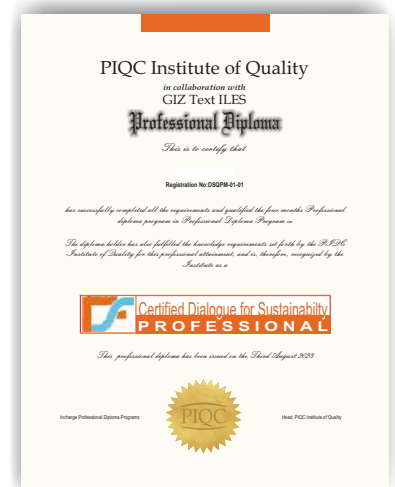 PIQC Institute of Quality
in collaboration with
GIZ Text ILES
Professional Diploma
This is to certify that
Registration No:DSQPM-01-01
has successfully completed all the requirements and qualified the four months Professional
diploma program in Professional Diploma Program in
The diploma holder has also fulfilled the knowledge requirements set forth by the PIQC
Institute of Quality for this professional attainment, and is, therefore, recognized by the
Institute as a
Certified Dialogue for Sustainabilty
PROFESSIONAL
This professional diploma has been issued on the Third August 2023
PIQC
Incharge Professional Diploma Programs
Head, PIQC Institute of Quality